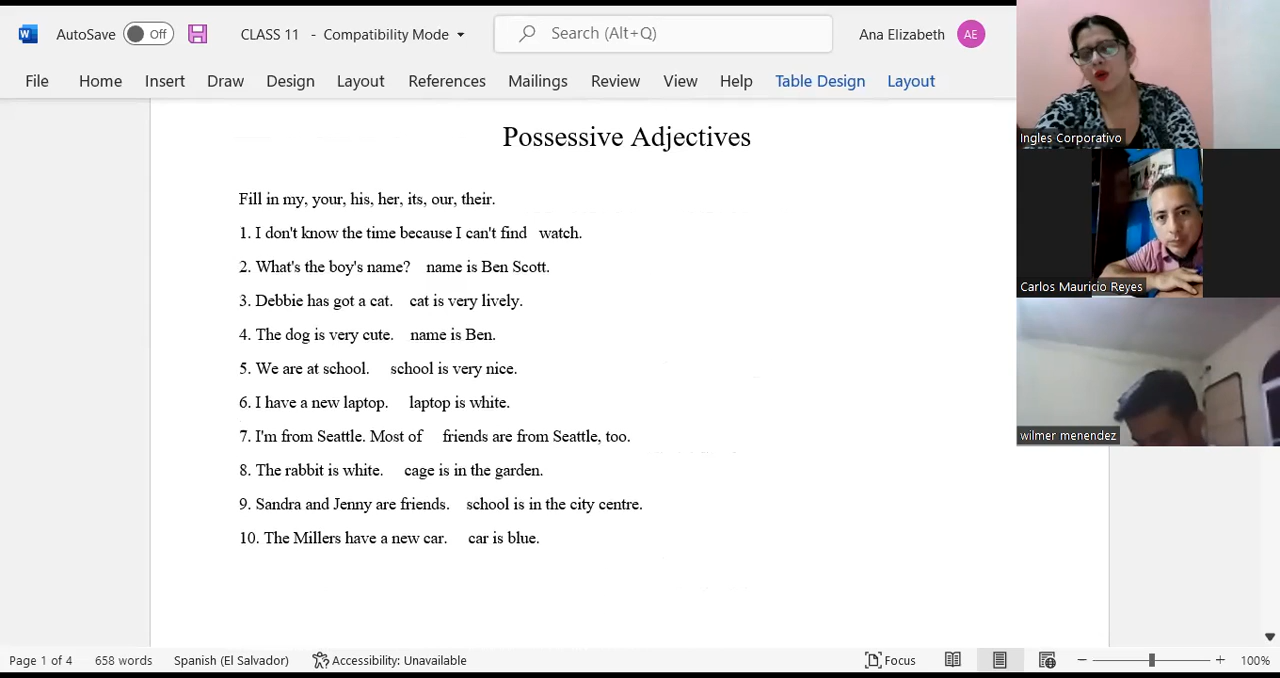 AutoSave Off CLASS 11 - Compatibility Mode Search (Alt+Q) Ana Elizabeth AE
File Home Insert Draw Design Layout References Mailings Review View Help Table Design Layout
Possessive Adjectives
Fill in my, your, his, her, its, our, their.
1. I don't know the time because I can't find watch.
2. What's the boy's name? name is Ben Scott.
3. Debbie has got a cat. cat is very lively.
4. The dog is very cute. name is Ben.
5. We are at school. school is very nice.
6. I have a new laptop. laptop is white.
7. I'm from Seattle. Most of friends are from Seattle, too.
8. The rabbit is white. cage is in the garden.
9. Sandra and Jenny are friends. school is in the city centre.
10. The Millers have a new car. car is blue.
Page 1 of 4 658 words Spanish (El Salvador) Accessibility: Unavailable Focus 100%
Ingles Corporativo
Carlos Mauricio Reyes
wilmer menendez